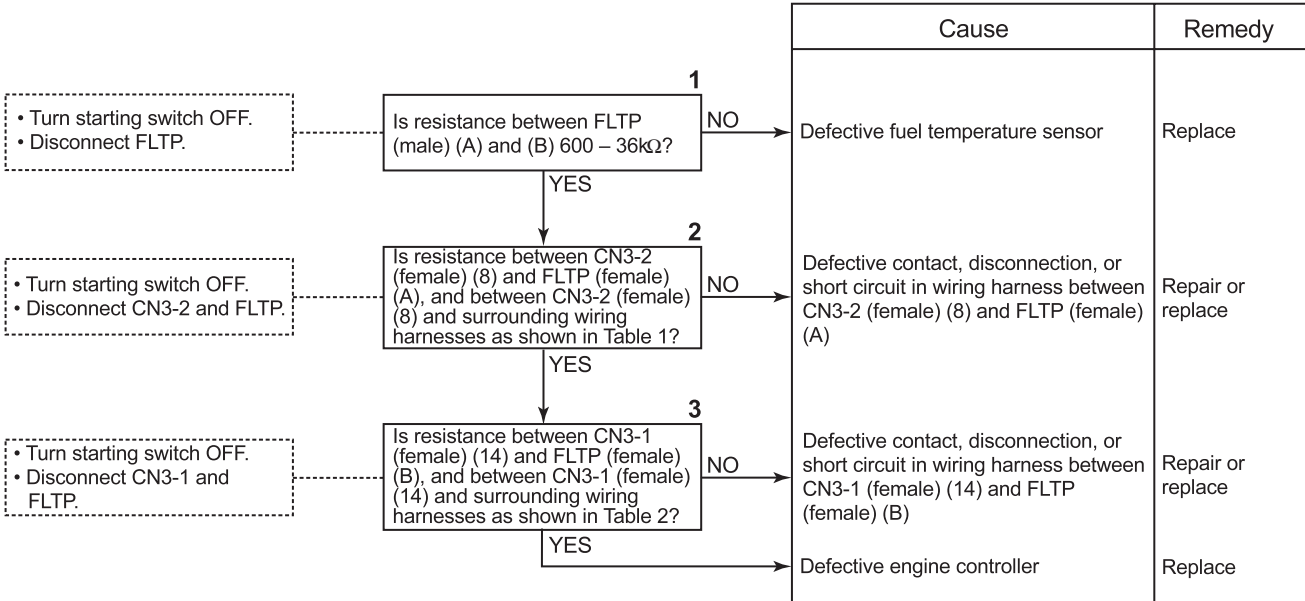 Cause
Remedy
• Turn starting switch OFF.
• Disconnect FLTP.
1
Is resistance between FLTP
(male) (A) and (B) 600 – 36kΩ?
NO
Defective fuel temperature sensor
Replace
YES
• Turn starting switch OFF.
• Disconnect CN3-2 and FLTP.
2
Is resistance between CN3-2
(female) (8) and FLTP (female)
(A), and between CN3-2 (female)
(8) and surrounding wiring
harnesses as shown in Table 1?
NO
Defective contact, disconnection, or
short circuit in wiring harness between
CN3-2 (female) (8) and FLTP (female)
(A)
Repair or
replace
YES
• Turn starting switch OFF.
• Disconnect CN3-1 and
FLTP.
3
Is resistance between CN3-1
(female) (14) and FLTP (female)
(B), and between CN3-1 (female)
(14) and surrounding wiring
harnesses as shown in Table 2?
NO
Defective contact, disconnection, or
short circuit in wiring harness between
CN3-1 (female) (14) and FLTP
(female) (B)
Repair or
replace
YES
Defective engine controller
Replace